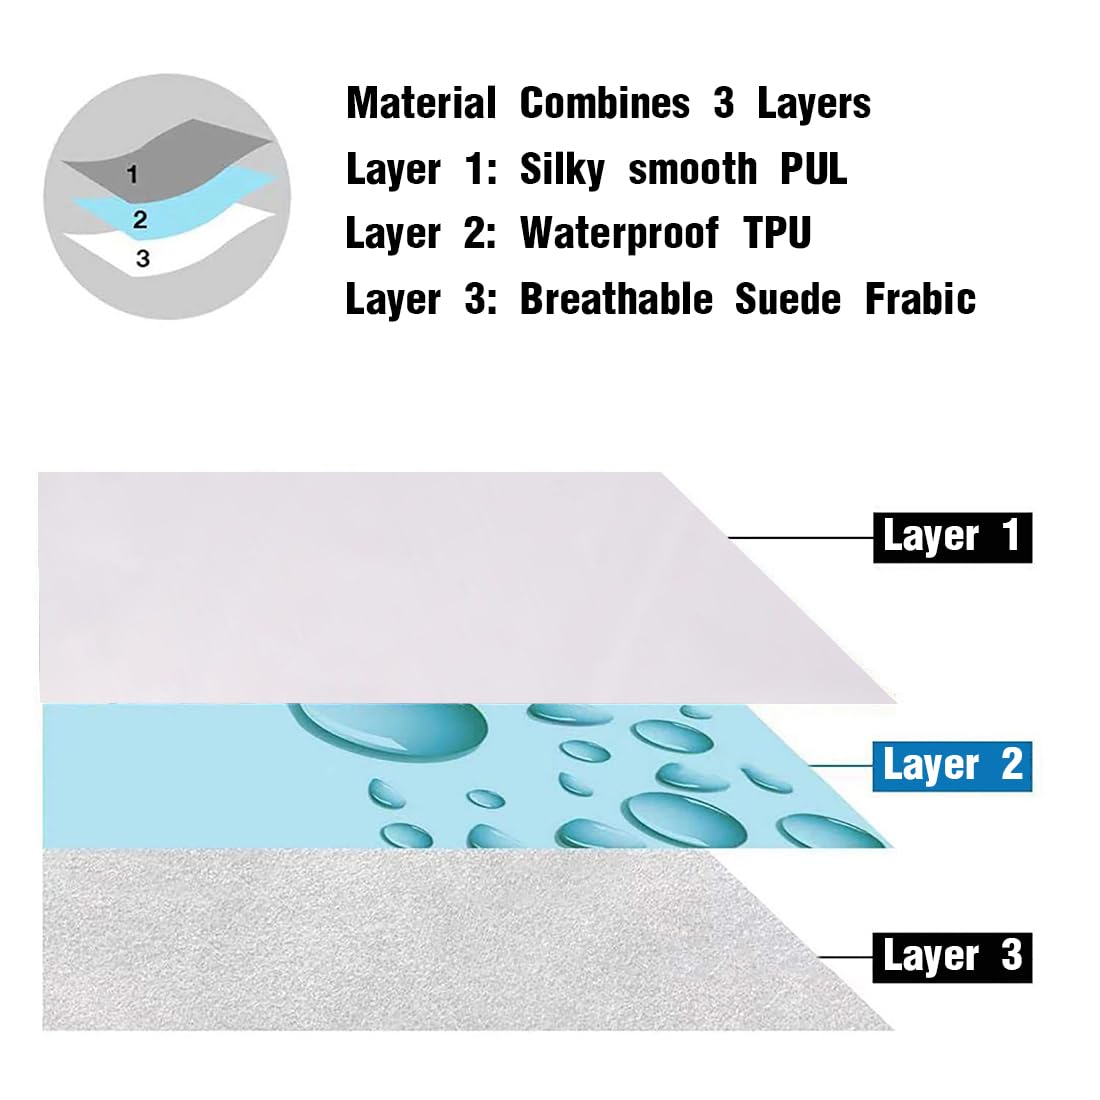 Material Combines 3 Layers
Layer 1: Silky smooth PUL
Layer 2: Waterproof TPU
Layer 3: Breathable Suede Frabic
1
2
3
Layer 1
Layer 2
Layer 3